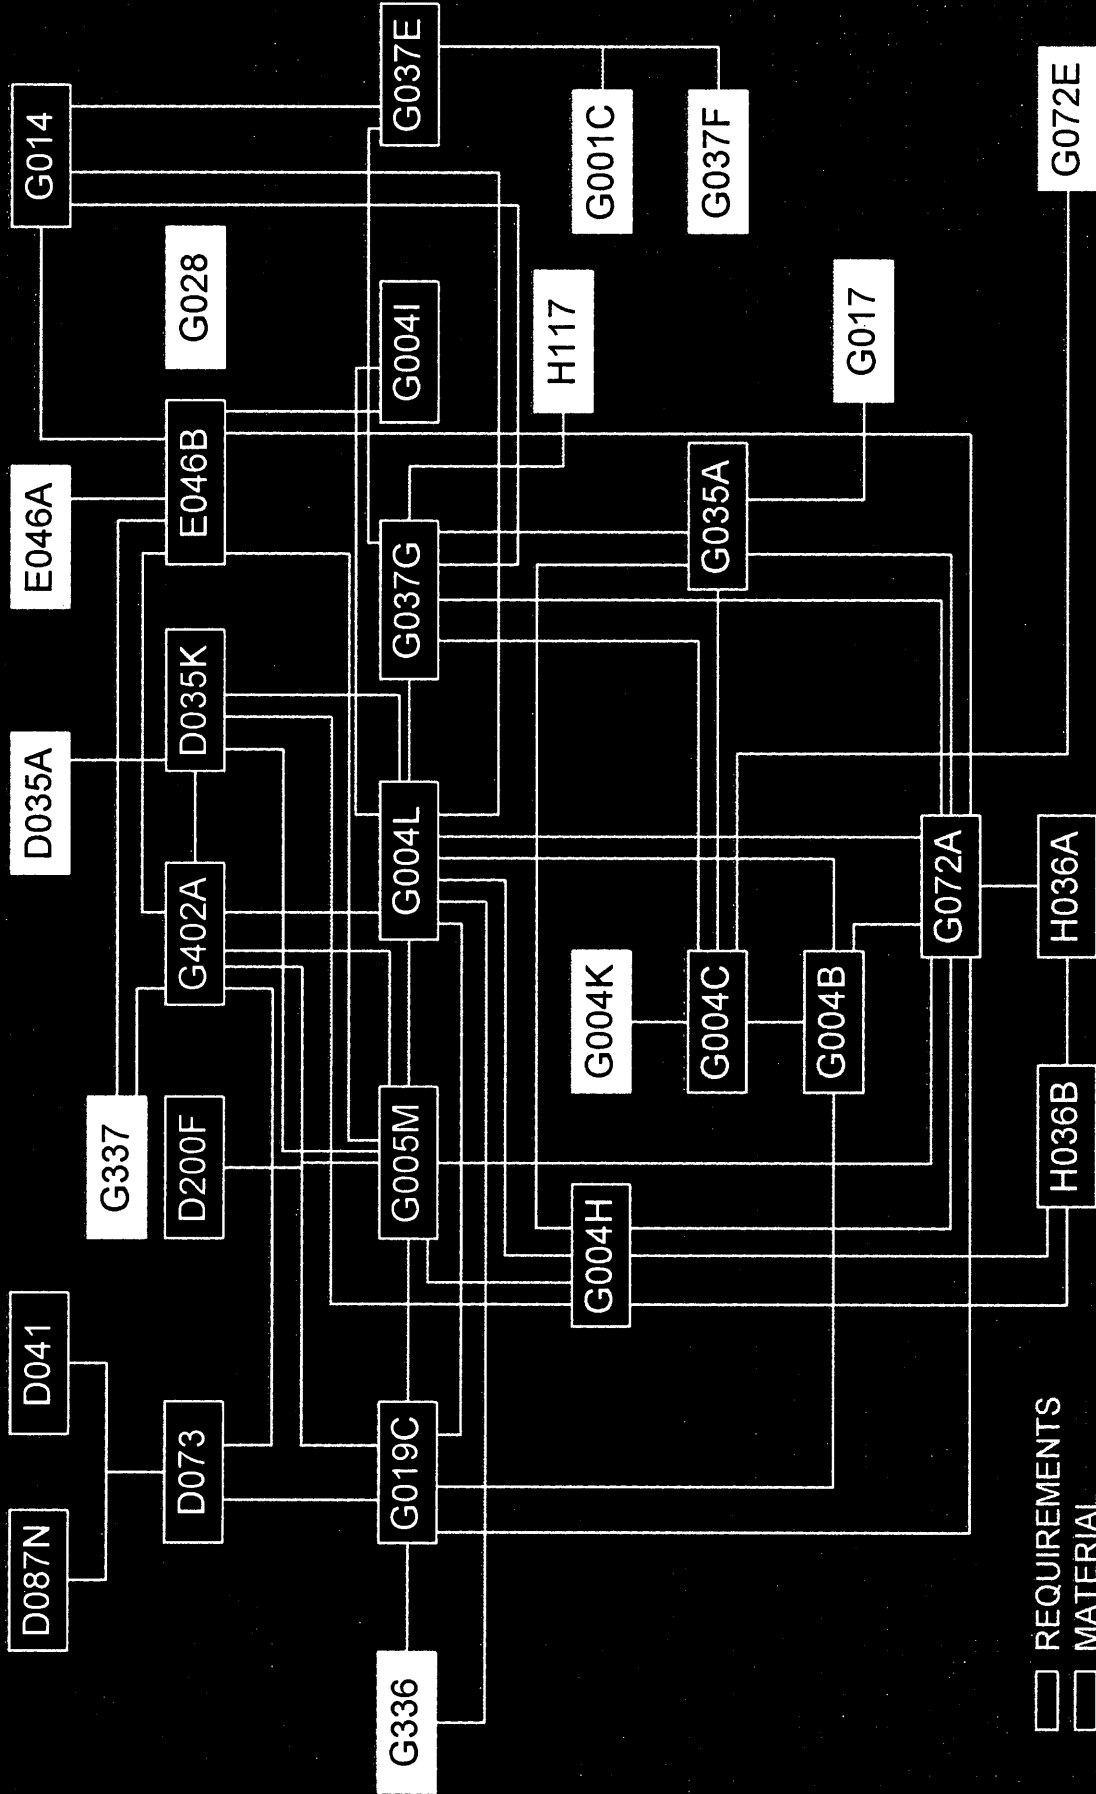 D087N
D041
D035A
E046A
G014
G337
D073
D200F
G402A
D035K
E046B
G028
G336
G019C
G005M
G004L
G037G
G004I
G037E
H117
G004H
G004K
G001C
G004C
G035A
G037F
G004B
G017
G072A
REQUIREMENTS
MATERIAL
H036B
H036A
G072E